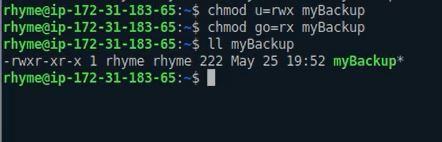 rhyme@ip-172-31-183-65:~$ chmod u=rwx myBackup
rhyme@ip-172-31-183-65:~$ chmod go=rx myBackup
rhyme@ip-172-31-183-65:~$ ll myBackup
-rwxr-xr-x 1 rhyme rhyme 222 May 25 19:52 myBackup*
rhyme@ip-172-31-183-65:~$